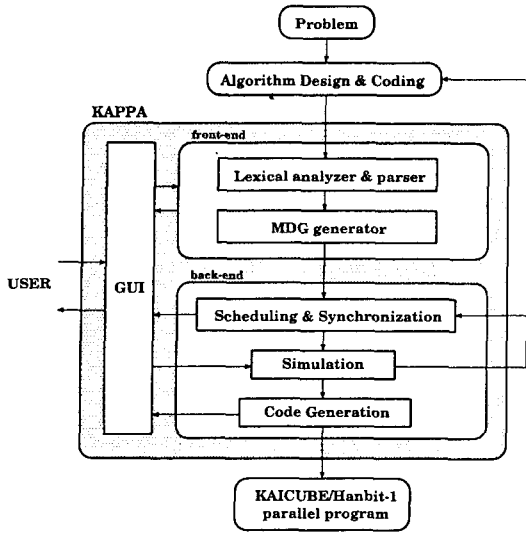 Problem
Algorithm Design & Coding
KAPPA
front-end
Lexical analyzer & parser
MDG generator
USER
GUI
back-end
Scheduling & Synchronization
Simulation
Code Generation
KAICUBE/Hanbit-1
parallel program